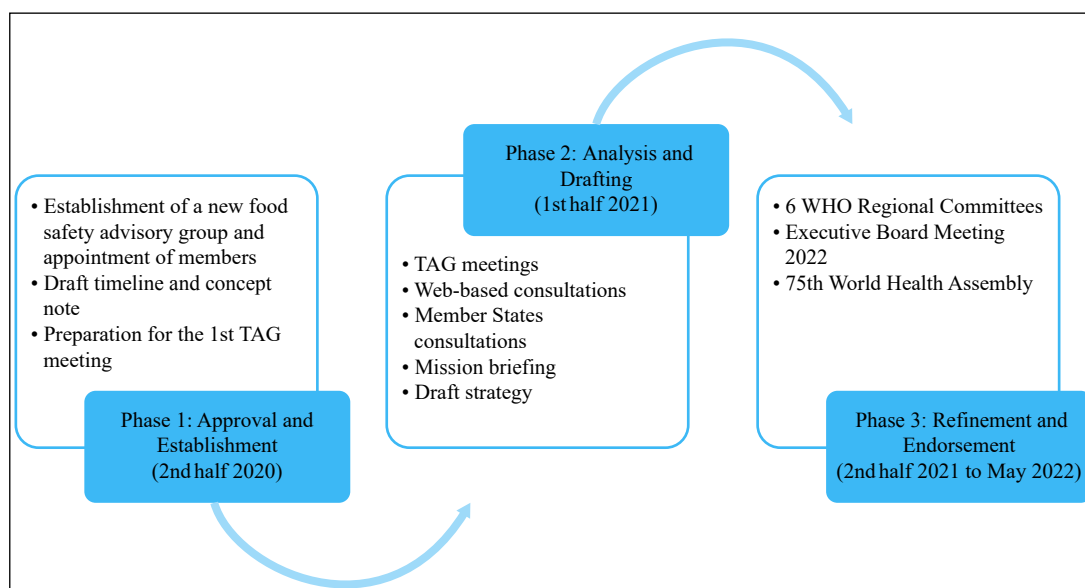 • Establishment of a new food
safety advisory group and
appointment of members
• Draft timeline and concept
note
• Preparation for the 1st TAG
meeting
Phase 1: Approval and
Establishment
(2nd half 2020)
Phase 2: Analysis and
Drafting
(1st half 2021)
• TAG meetings
• Web-based consultations
• Member States
consultations
• Mission briefing
• Draft strategy
• 6 WHO Regional Committees
• Executive Board Meeting
2022
• 75th World Health Assembly
Phase 3: Refinement and
Endorsement
(2nd half 2021 to May 2022)